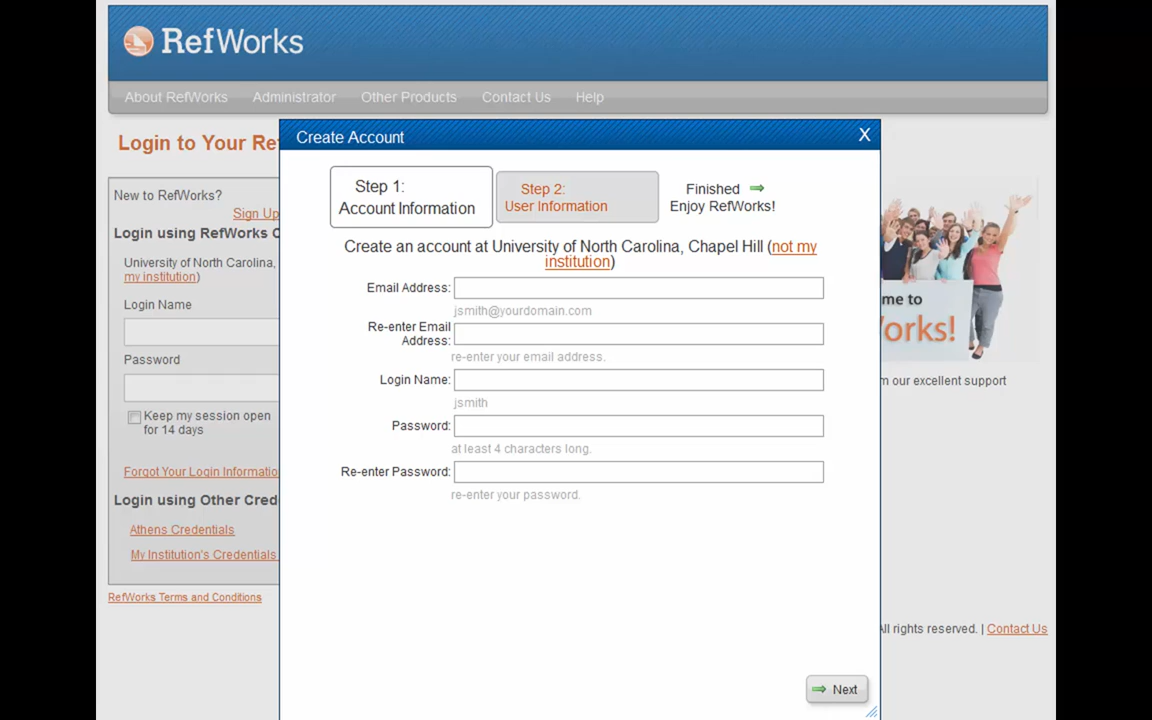 RefWorks
About RefWorks Administrator Other Products Contact Us Help
Login to Your Re
New to RefWorks?
Sign Up
Login using RefWorks C
University of North Carolina,
my institution)
Login Name
Password
Keep my session open
for 14 days
Forgot Your Login Informatio
Login using Other Cred
Athens Credentials
My Institution's Credentials
RefWorks Terms and Conditions
Create Account X
Step 1:
Account Information
Step 2:
User Information
Finished
Enjoy RefWorks!
Create an account at University of North Carolina, Chapel Hill (not my
institution)
Email Address:
jsmith@yourdomain.com
Re-enter Email
Address:
re-enter your email address.
Login Name:
jsmith
Password:
at least 4 characters long.
Re-enter Password:
re-enter your password.
Next
me to
orks!
m our excellent support
All rights reserved. | Contact Us